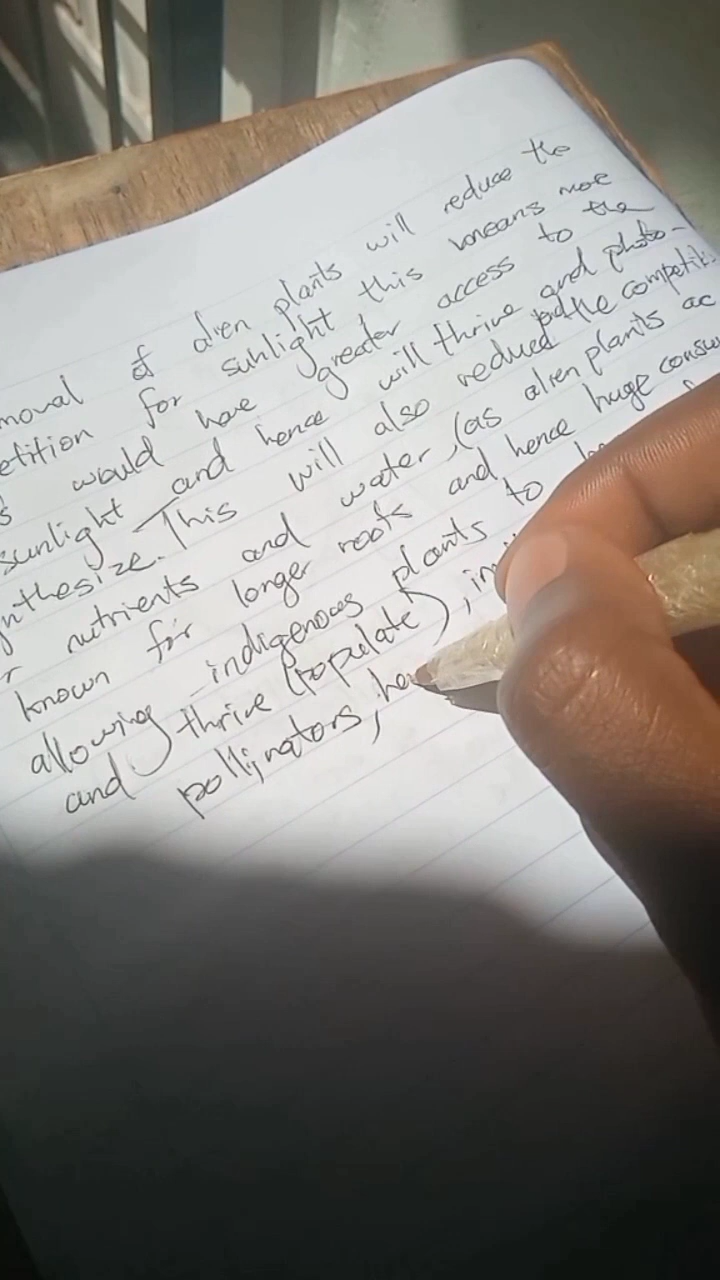 moval of alien plants will reduce the
etition for sunlight, this means more
s would have greater access to the
sunlight and hence will thrive and photo-
nthesize. This will also reduced the competiti
r nutrients and water, (as alien plants ac
known for longer roots and hence huge consu
allowing indigenous plants to
and thrive (populate), in
pollinators, he